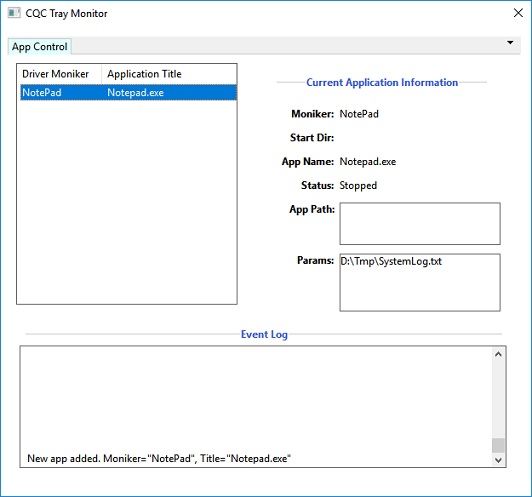 CQC Tray Monitor
App Control
Driver Moniker Application Title
NotePad Notepad.exe
Current Application Information
Moniker: NotePad
Start Dir:
App Name: Notepad.exe
Status: Stopped
App Path:
Params: D:\Tmp\SystemLog.txt
Event Log
New app added. Moniker="NotePad", Title="Notepad.exe"